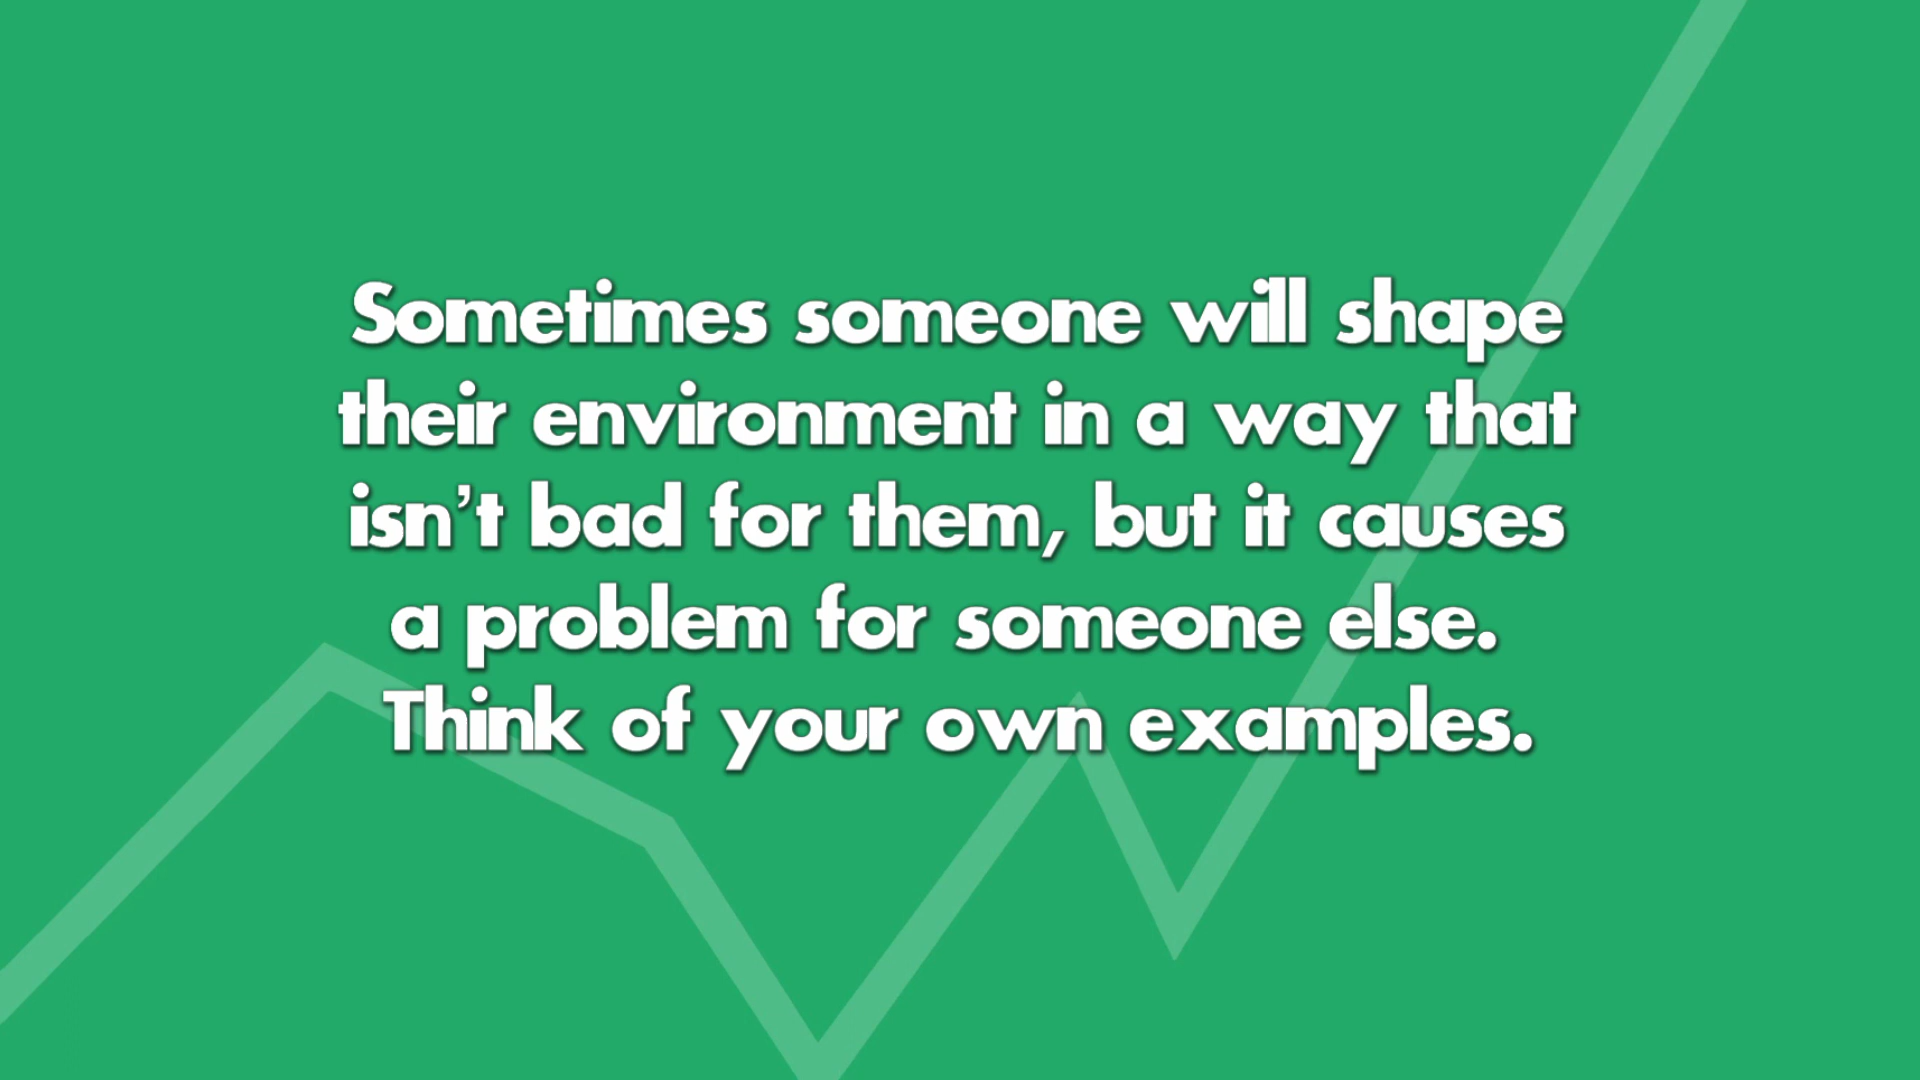 Sometimes someone will shape
their environment in a way that
isn’t bad for them, but it causes
a problem for someone else.
Think of your own examples.